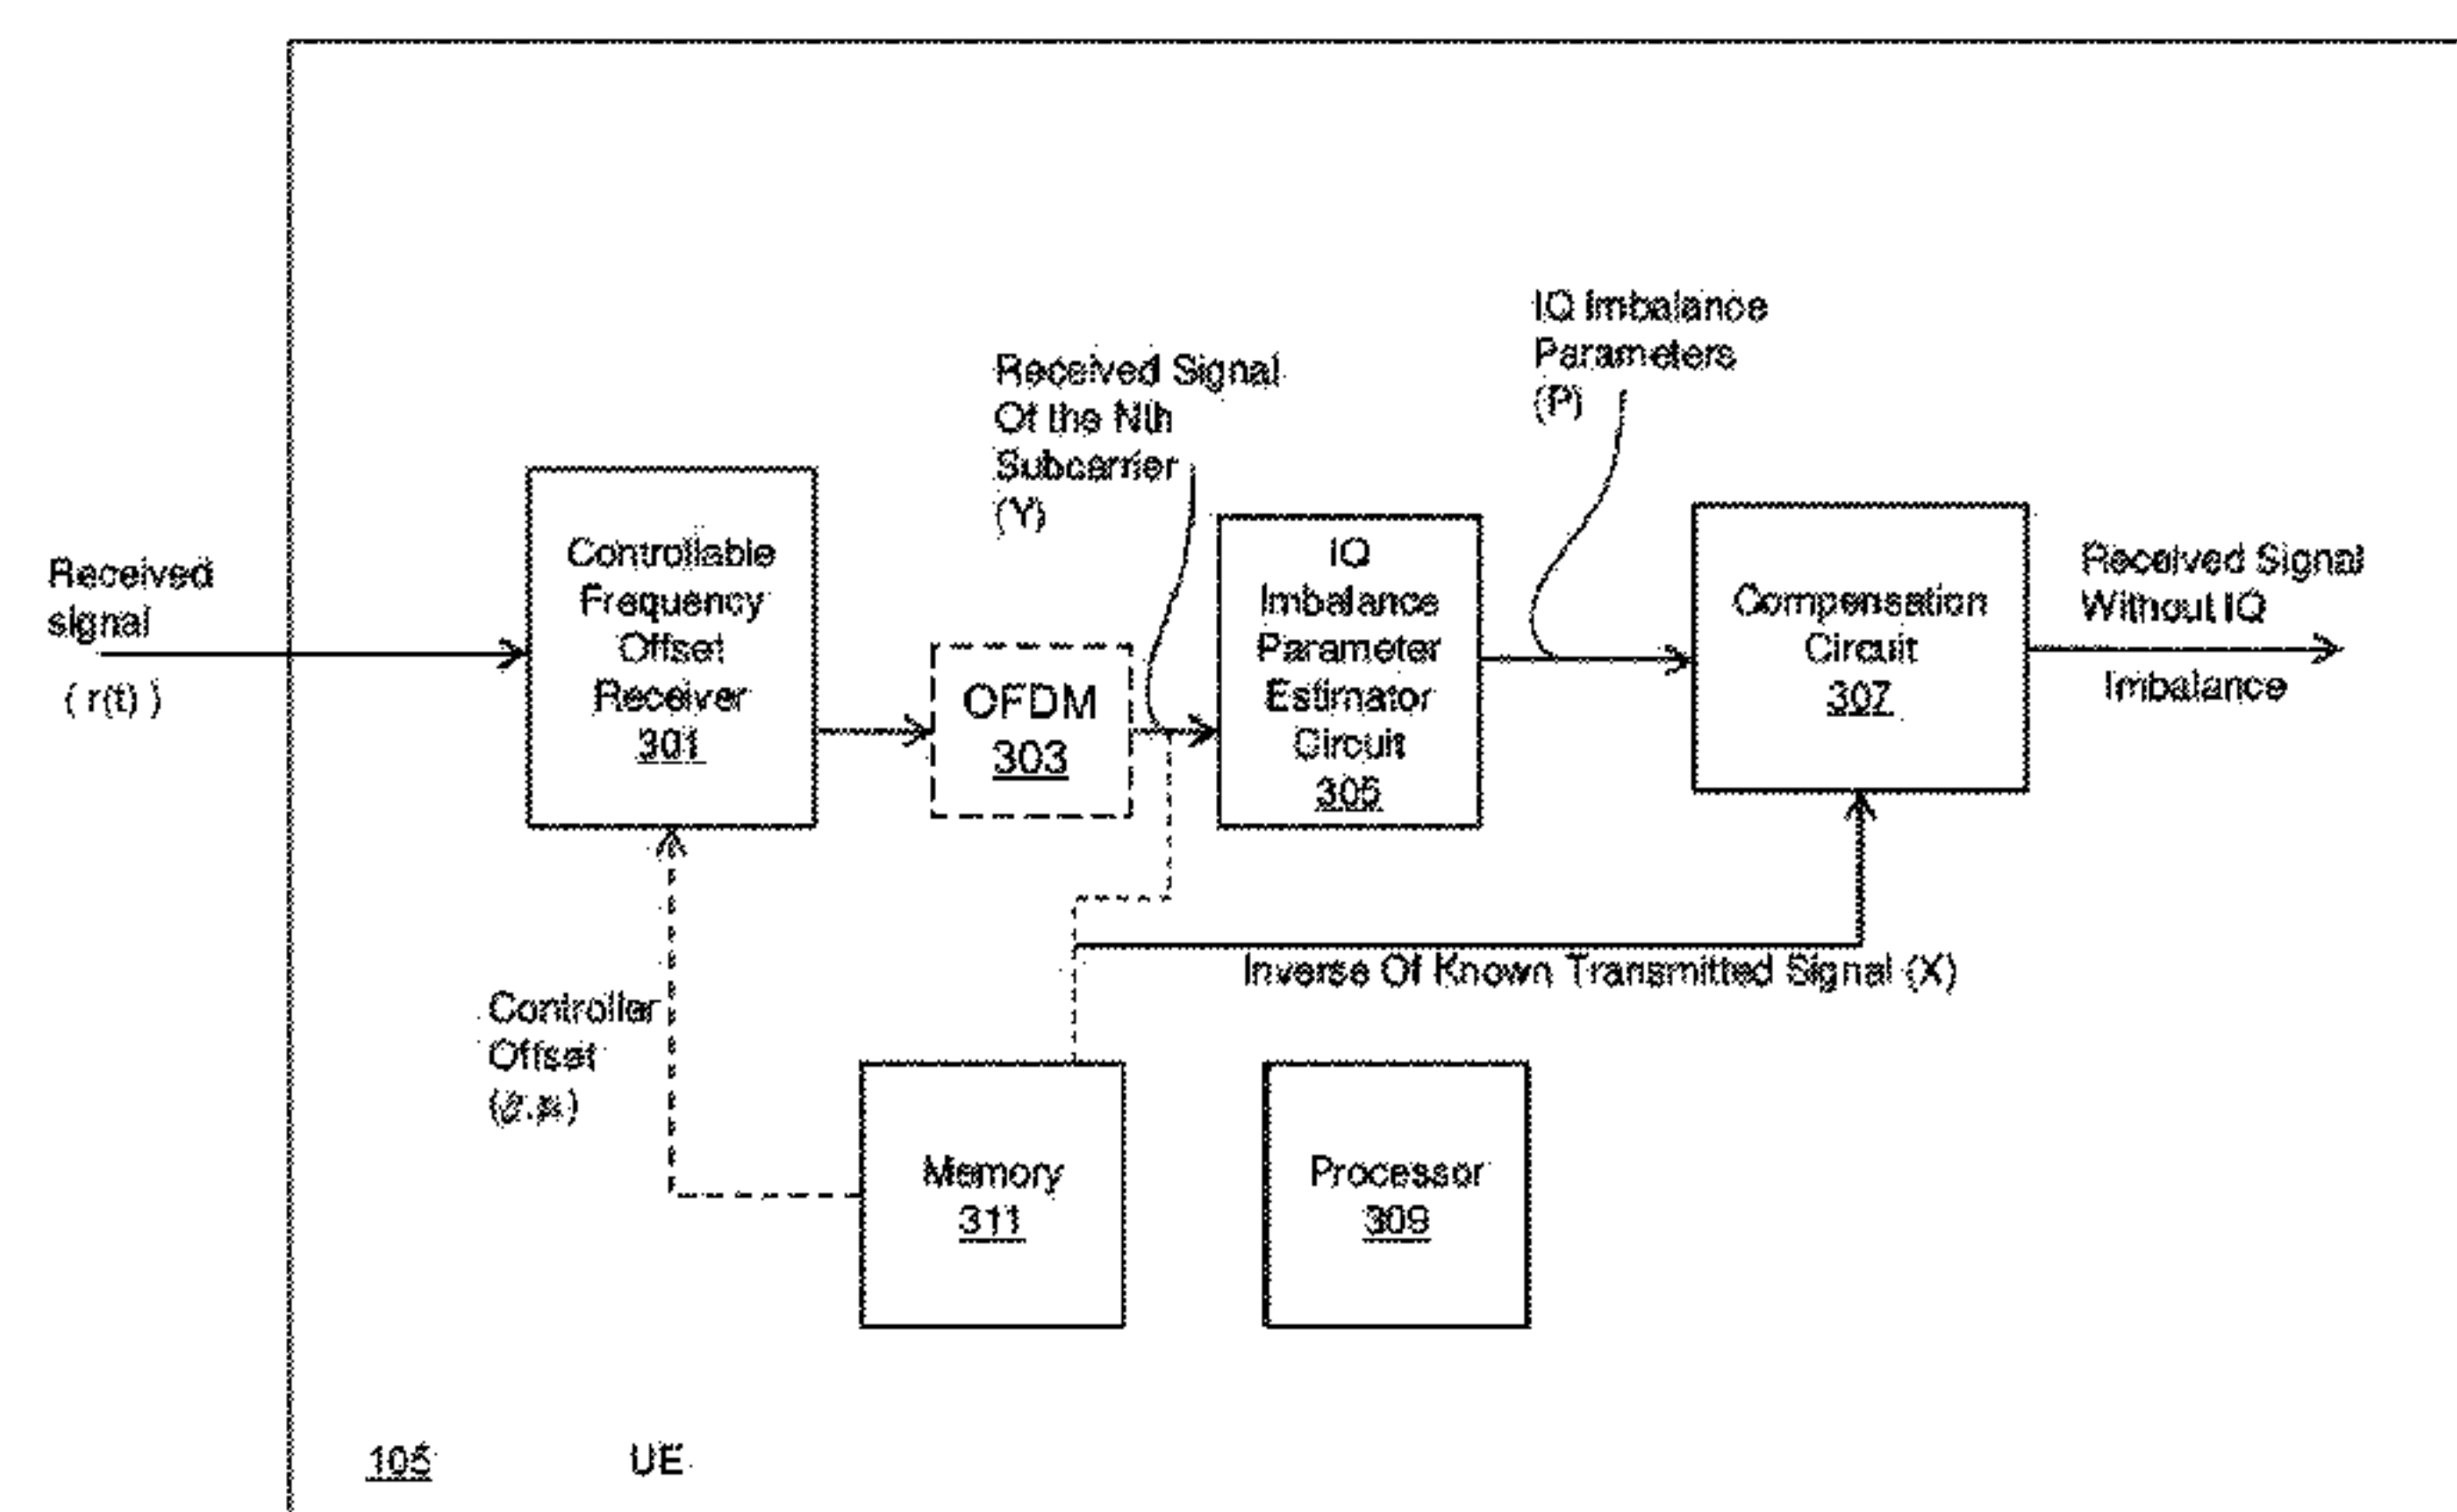 Received
signal
( r(t) )
Controllable
Frequency
Offset
Receiver
301
OFDM
303
Received Signal
Of the Nth
Subcarrier
(Y)
IQ
Imbalance
Parameter
Estimator
Circuit
305
IQ Imbalance
Parameters
(P)
Compensation
Circuit
307
Received Signal
Without IQ
Imbalance
Inverse Of Known Transmitted Signal (X)
Controller
Offset
Memory
311
Processor
309
105
UE